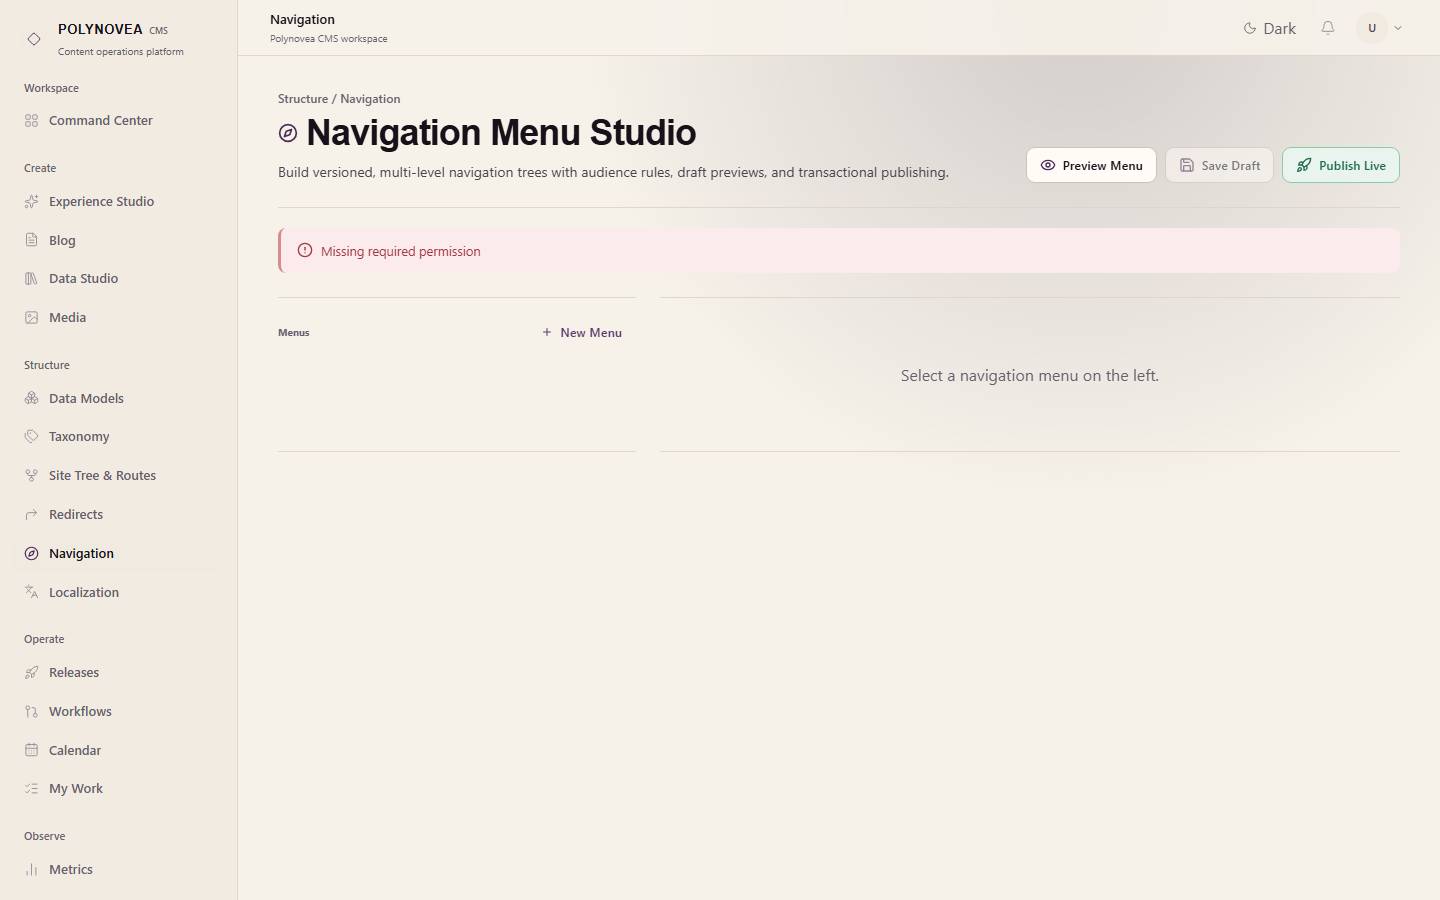 POLYNOVEA CMS
Content operations platform
Workspace
Command Center
Create
Experience Studio
Blog
Data Studio
Media
Structure
Data Models
Taxonomy
Site Tree & Routes
Redirects
Navigation
Localization
Operate
Releases
Workflows
Calendar
My Work
Observe
Metrics
Navigation
Polynovea CMS workspace
Dark
U
Structure / Navigation
Navigation Menu Studio
Build versioned, multi-level navigation trees with audience rules, draft previews, and transactional publishing.
Preview Menu
Save Draft
Publish Live
Missing required permission
Menus
New Menu
Select a navigation menu on the left.